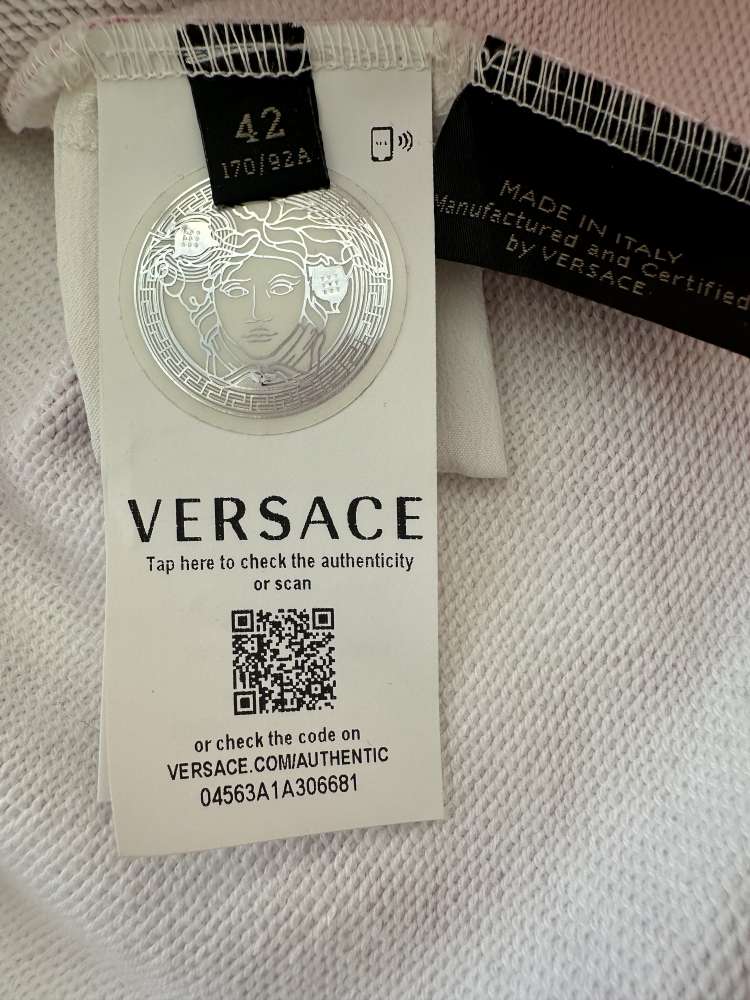 42
170/92A
MADE IN ITALY
Manufactured and Certified
by VERSACE
VERSACE
Tap here to check the authenticity
or scan
or check the code on
VERSACE.COM/AUTHENTIC
04563A1A306681